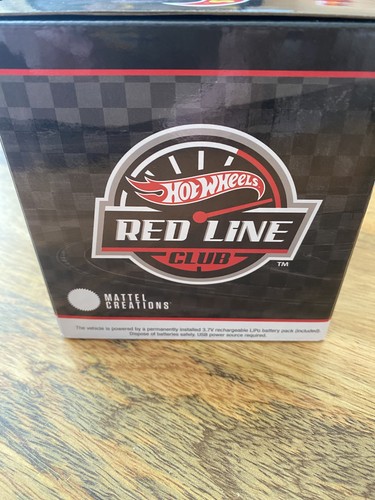 HOT WHEELS
RED LINE
CLUB
TM
MATTEL
CREATIONS
The vehicle is powered by a permanently installed 3.7V rechargeable LiPo battery pack (included).
Dispose of batteries safely. USB power source required.